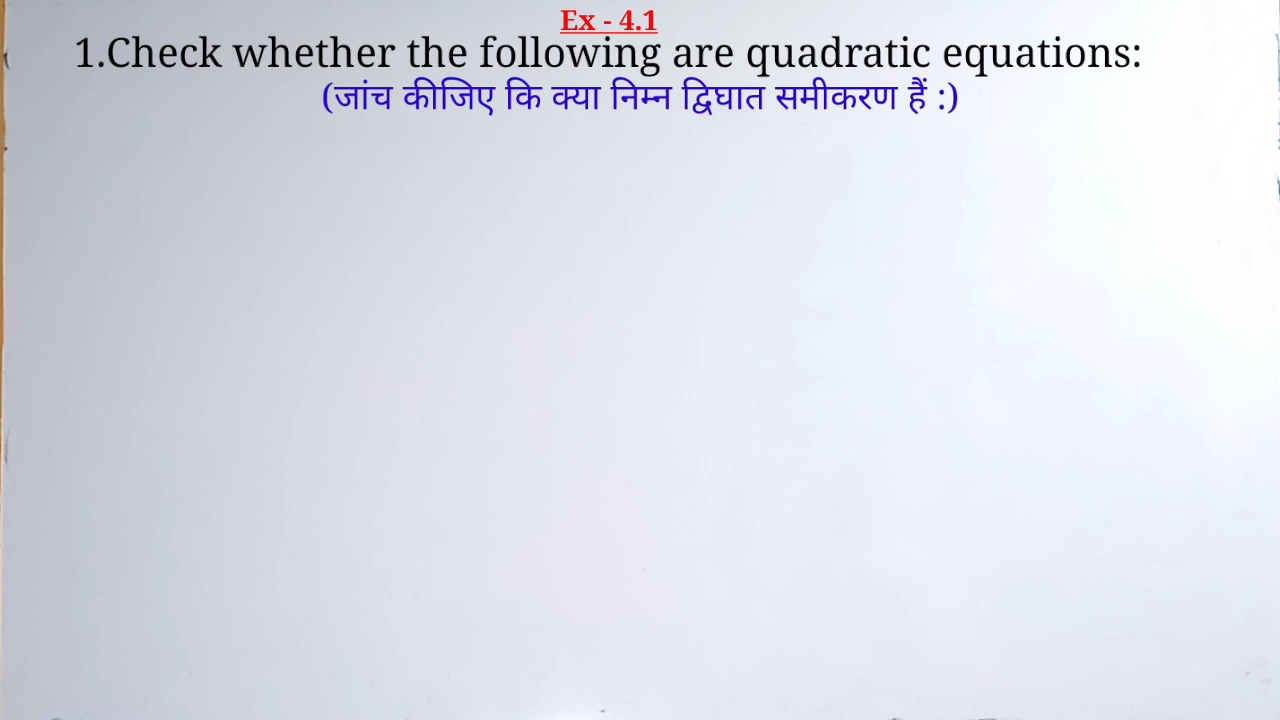 Ex - 4.1
1.Check whether the following are quadratic equations:
(जांच कीजिए कि क्या निम्न द्विघात समीकरण हैं :)